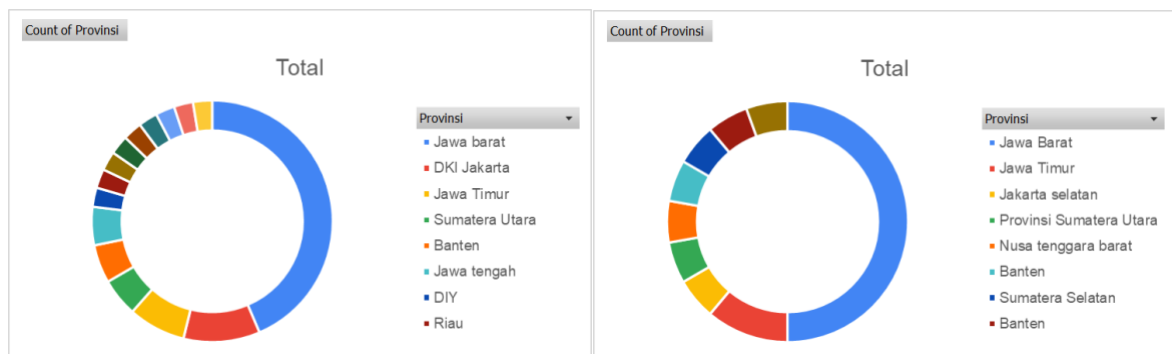 Count of Provinsi
Total
Provinsi
Jawa barat
DKI Jakarta
Jawa Timur
Sumatera Utara
Banten
Jawa tengah
DIY
Riau
Count of Provinsi
Total
Provinsi
Jawa Barat
Jawa Timur
Jakarta selatan
Provinsi Sumatera Utara
Nusa tenggara barat
Banten
Sumatera Selatan
Banten